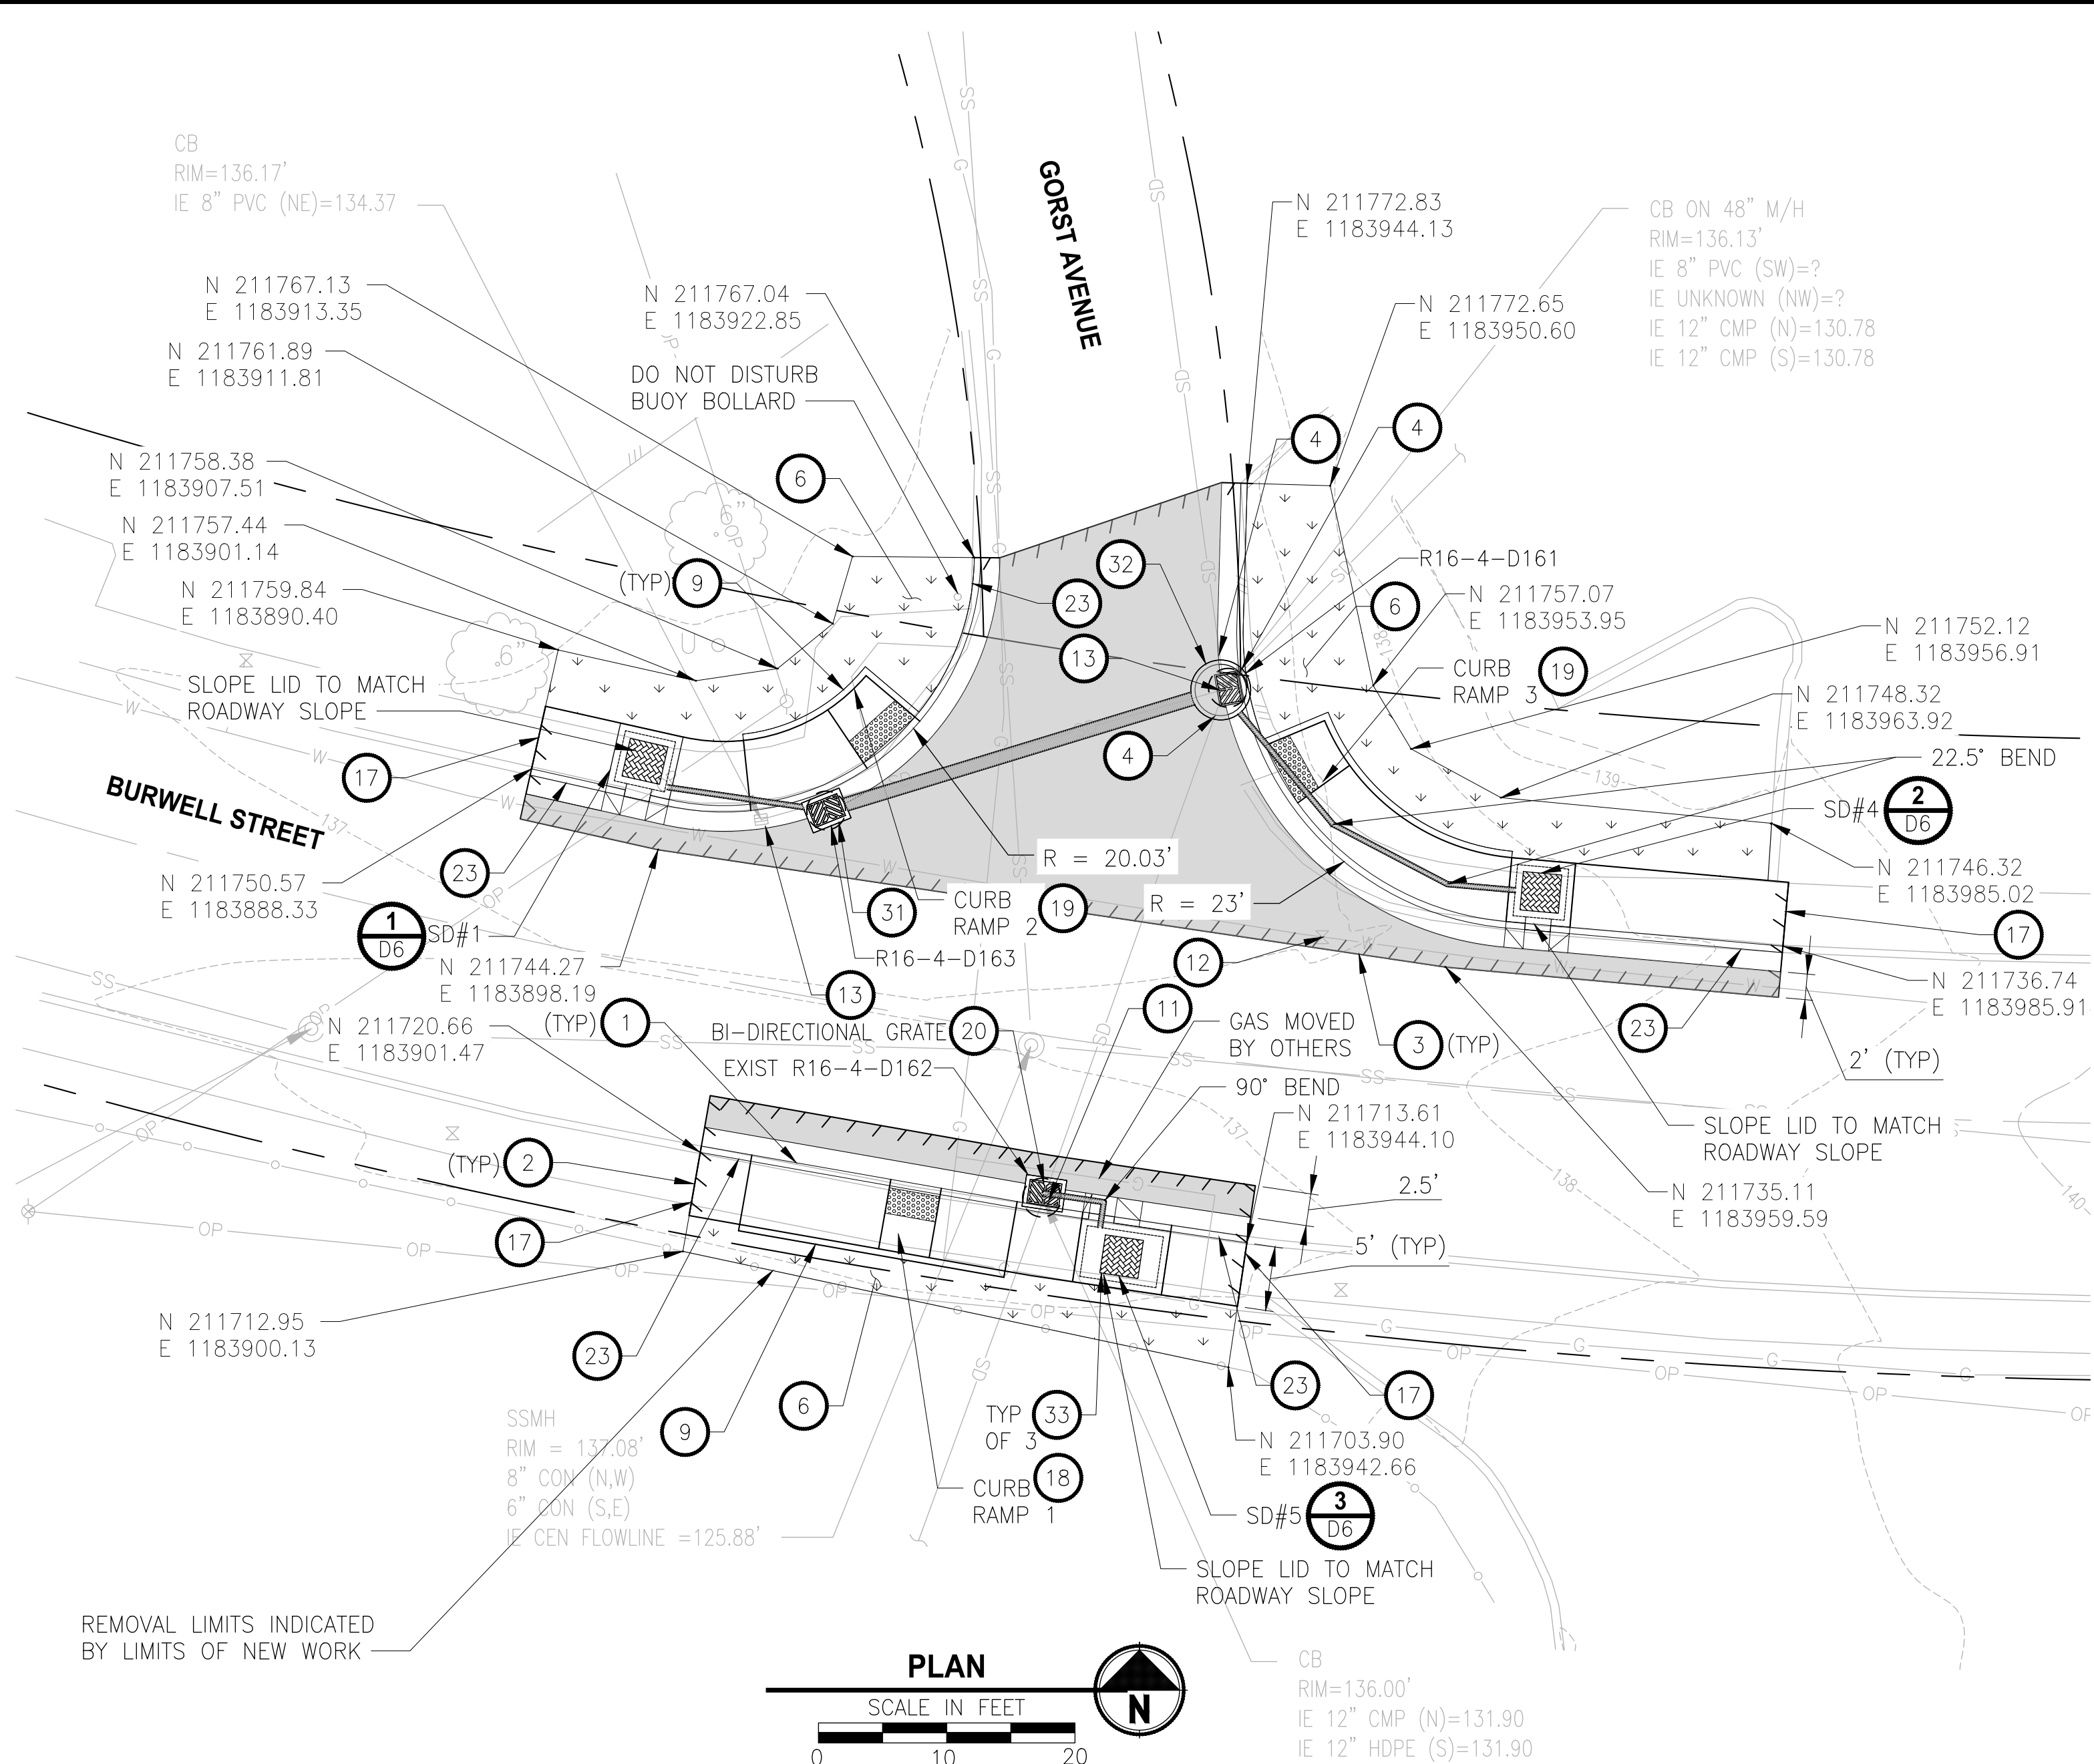 CB
RIM=136.17'
IE 8" PVC (NE)=134.37
GORST AVENUE
N 211772.83
E 1183944.13
CB ON 48" M/H
RIM=136.13'
IE 8" PVC (SW)=?
IE UNKNOWN (NW)=?
IE 12" CMP (N)=130.78
IE 12" CMP (S)=130.78
N 211767.13
E 1183913.35
N 211767.04
E 1183922.85
N 211772.65
E 1183950.60
N 211761.89
E 1183911.81
DO NOT DISTURB
BUOY BOLLARD
4
4
N 211758.38
E 1183907.51
6
6"
N 211757.44
E 1183901.14
(TYP) 9
32
R16-4-D161
N 211759.84
E 1183890.40
23
6
N 211757.07
E 1183953.95
138
6"
13
CURB
RAMP 3
19
N 211752.12
E 1183956.91
SLOPE LID TO MATCH
ROADWAY SLOPE
N 211748.32
E 1183963.92
17
4
22.5° BEND
139
BURWELL STREET
137
SD#4
2
D6
23
R = 20.03'
N 211750.57
E 1183888.33
N 211746.32
E 1183985.02
1
D6
SD#1
31
CURB
RAMP 2
19
R = 23'
17
R16-4-D163
12
N 211744.27
E 1183898.19
13
N 211736.74
E 1183985.91
N 211720.66
E 1183901.47
(TYP) 1
BI-DIRECTIONAL GRATE 20
11
GAS MOVED
BY OTHERS
3 (TYP)
23
EXIST R16-4-D162
2' (TYP)
90° BEND
N 211713.61
E 1183944.10
137
SLOPE LID TO MATCH
ROADWAY SLOPE
(TYP) 2
138
140
2.5'
N 211735.11
E 1183959.59
17
5' (TYP)
N 211712.95
E 1183900.13
23
6
9
23
17
TYP
OF 3
33
N 211703.90
E 1183942.66
SSMH
RIM = 137.08'
8" CON (N,W)
6" CON (S,E)
IE CEN FLOWLINE =125.88'
CURB
RAMP 1
18
SD#5
3
D6
SLOPE LID TO MATCH
ROADWAY SLOPE
REMOVAL LIMITS INDICATED
BY LIMITS OF NEW WORK
PLAN
SCALE IN FEET
0 10 20
N
CB
RIM=136.00'
IE 12" CMP (N)=131.90
IE 12" HDPE (S)=131.90